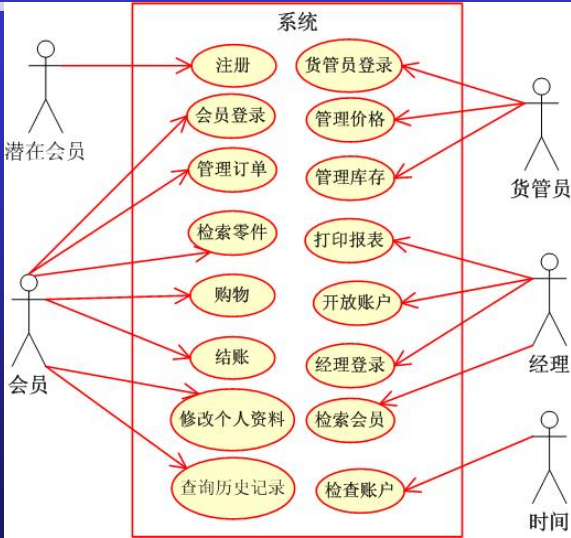 系统
注册
货管员登录
会员登录
管理价格
潜在会员
管理订单
管理库存
货管员
检索零件
打印报表
购物
开放账户
会员
结账
经理登录
经理
修改个人资料
检索会员
查询历史记录
检查账户
时间